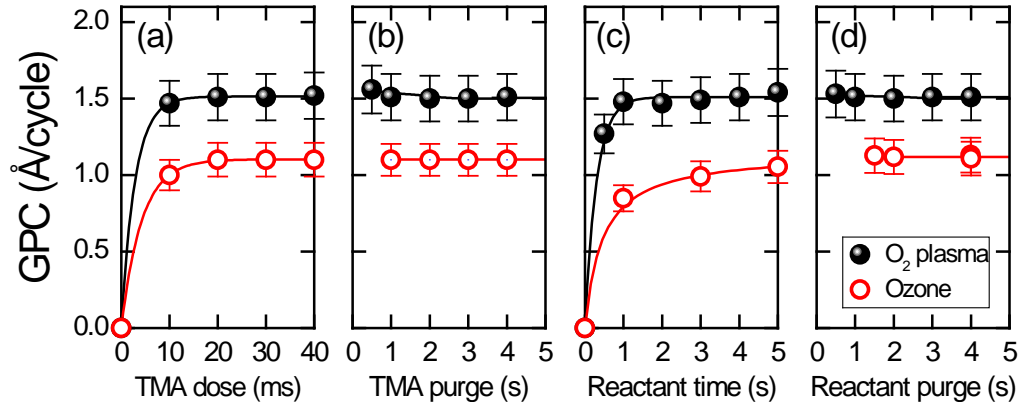 GPC (Å/cycle)
2.0
1.5
1.0
0.5
0.0
(a)
0 10 20 30 40
TMA dose (ms)
(b)
0 1 2 3 4 5
TMA purge (s)
(c)
0 1 2 3 4 5
Reactant time (s)
(d)
O₂ plasma
Ozone
0 1 2 3 4 5
Reactant purge (s)